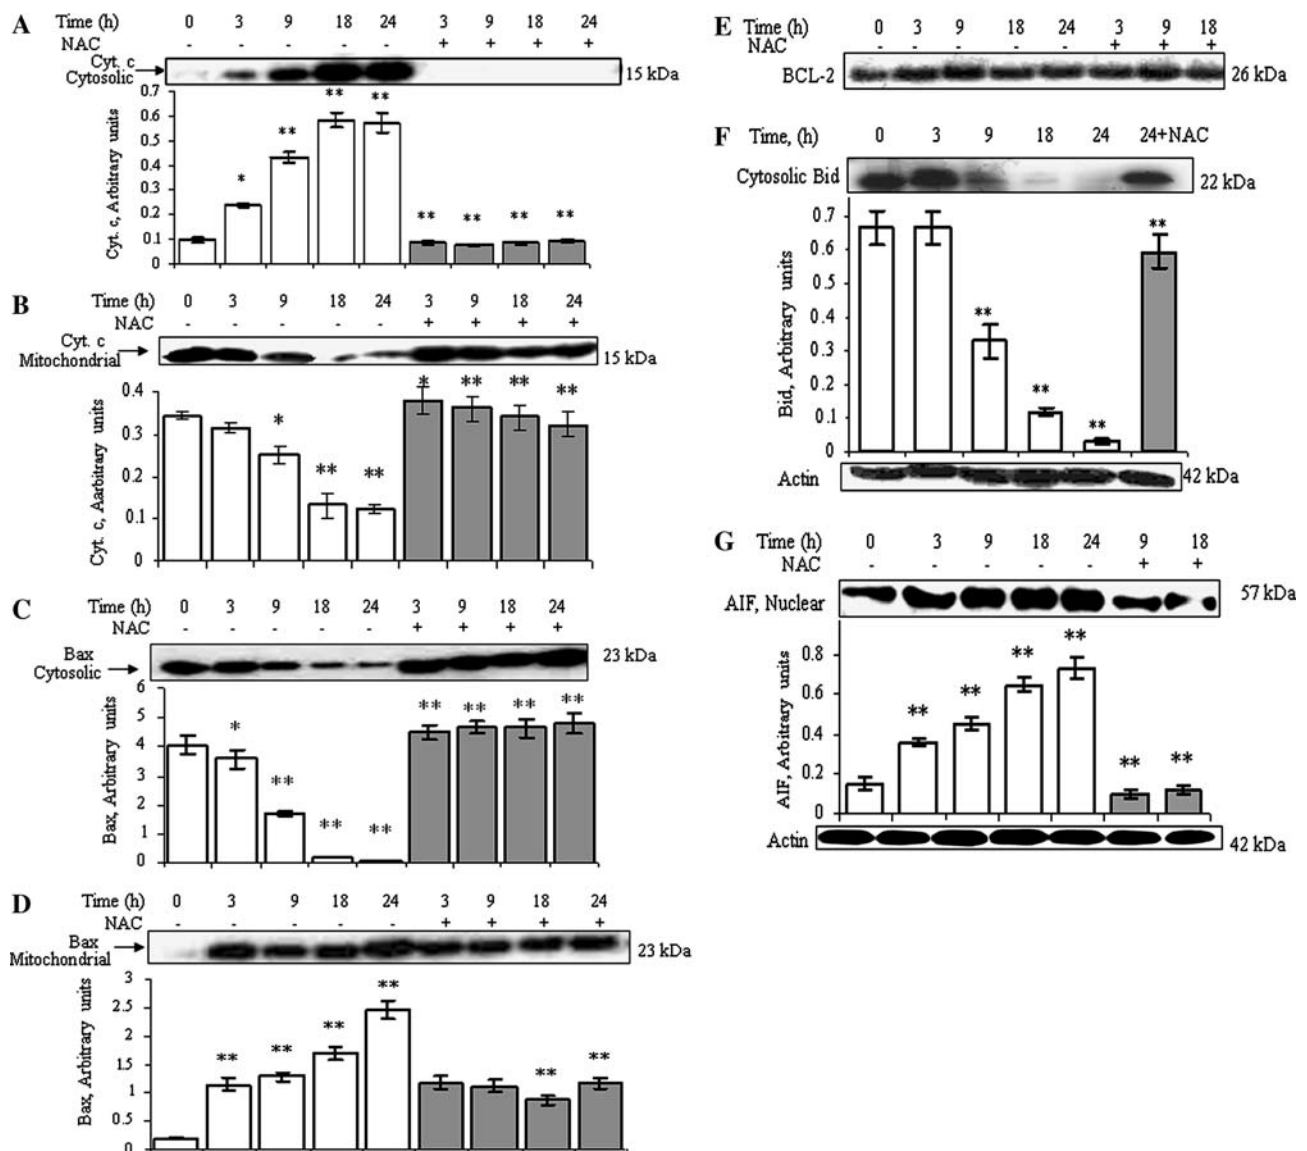 A
Time (h) 0 3 9 18 24 3 9 18 24
NAC - - - - - + + + +
Cyt. c
Cytosolic
15 kDa
Cyt. c, Arbitrary units
0.7
0.6
0.5
0.4
0.3
0.2
0.1
0
* ** ** ** ** ** ** **
B
Time (h) 0 3 9 18 24 3 9 18 24
NAC - - - - - + + + +
Cyt. c
Mitochondrial
15 kDa
Cyt. c, Aarbitrary units
0.4
0.3
0.1
0
* ** ** * ** ** **
C
Time (h) 0 3 9 18 24 3 9 18 24
NAC - - - - - + + + +
Bax
Cytosolic
23 kDa
Bax, Arbitrary units
6
5
4
3
2
1
0
* ** ** ** ** ** ** **
D
Time (h) 0 3 9 18 24 3 9 18 24
NAC - - - - - + + + +
Bax
Mitochondrial
23 kDa
Bax, Arbitrary units
3
2.5
2
1.5
1
0.5
0
** ** ** ** ** **
E
Time (h) 0 3 9 18 24 3 9 18
NAC - - - - - + + +
BCL-2
26 kDa
F
Time, (h) 0 3 9 18 24 24+NAC
Cytosolic Bid
22 kDa
Bid, Arbitrary units
0.7
0.6
0.4
0.3
0.2
0.1
0
** ** ** **
Actin
42 kDa
G
Time (h) 0 3 9 18 24 9 18
NAC - - - - - + +
AIF, Nuclear
57 kDa
AIF, Arbitrary units
0.8
0.6
0.4
0.2
0
** ** ** ** ** **
Actin
42 kDa